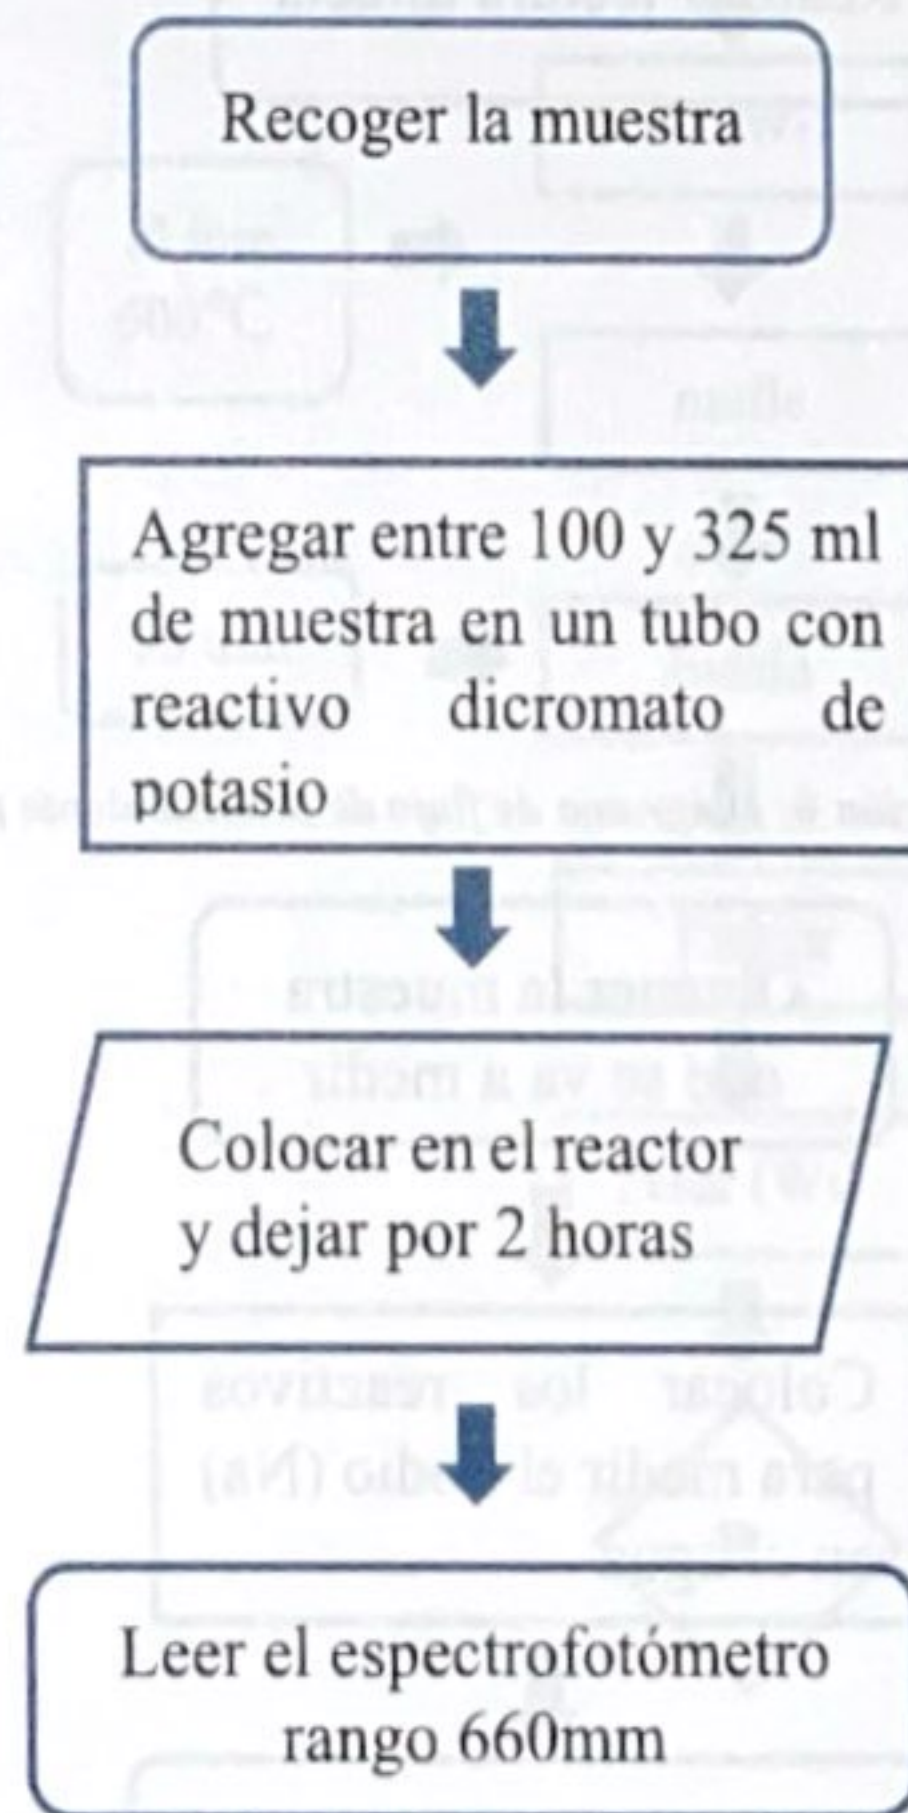 Recoger la muestra
Agregar entre 100 y 325 ml
de muestra en un tubo con
reactivo dicromato de
potasio
Colocar en el reactor
y dejar por 2 horas
Leer el espectrofotómetro
rango 660mm